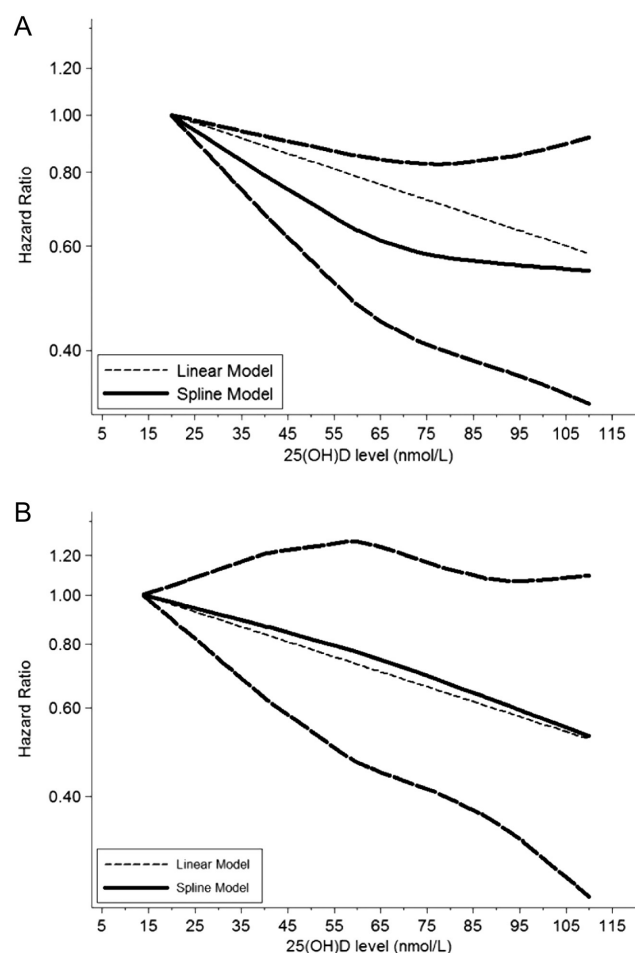 A
1.20
1.00
0.80
0.60
0.40
Hazard Ratio
Linear Model
Spline Model
5 15 25 35 45 55 65 75 85 95 105 115
25(OH)D level (nmol/L)
B
1.20
1.00
0.80
0.60
0.40
Hazard Ratio
Linear Model
Spline Model
5 15 25 35 45 55 65 75 85 95 105 115
25(OH)D level (nmol/L)